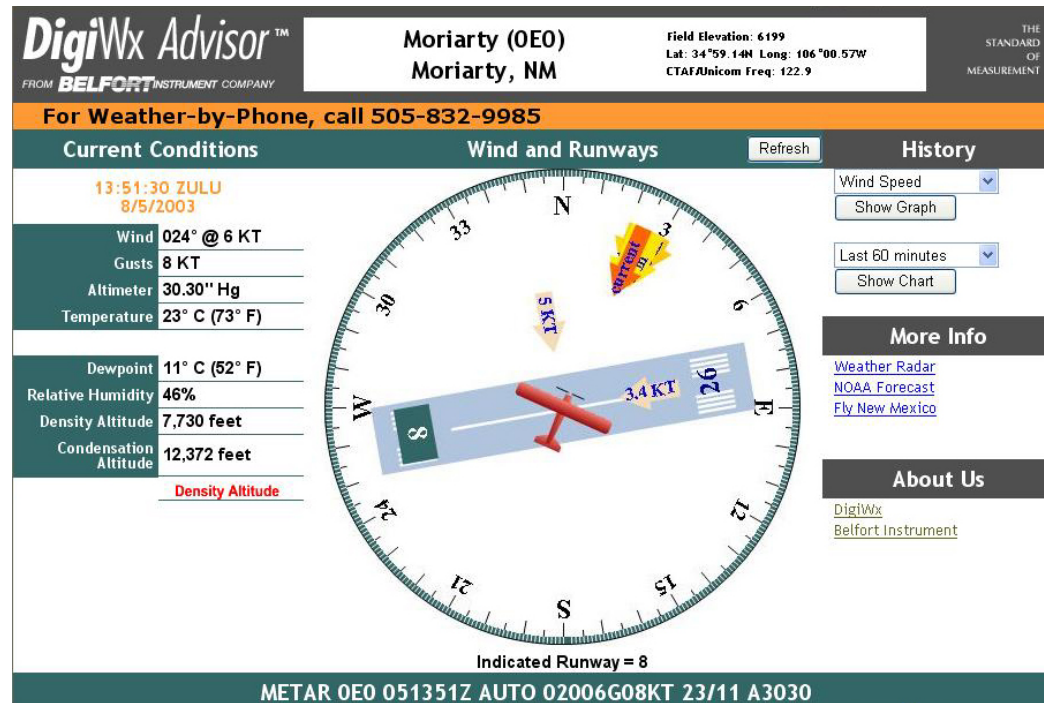 DigiWx Advisor™
FROM BELFORT INSTRUMENT COMPANY
Moriarty (0E0)
Moriarty, NM
Field Elevation: 6199
Lat: 34°59.14N Long: 106°00.57W
CTAF/Unicom Freq: 122.9
THE
STANDARD
OF
MEASUREMENT
For Weather-by-Phone, call 505-832-9985
Current Conditions
13:51:30 ZULU
8/5/2003
Wind 024° @ 6 KT
Gusts 8 KT
Altimeter 30.30'' Hg
Temperature 23° C (73° F)
Dewpoint 11° C (52° F)
Relative Humidity 46%
Density Altitude 7,730 feet
Condensation
Altitude 12,372 feet
Density Altitude
Wind and Runways
Refresh
N
33
3
current
30
6
5 KT
3.4 KT
26
W
8
E
24
12
21
15
S
Indicated Runway = 8
History
Wind Speed
Show Graph
Last 60 minutes
Show Chart
More Info
Weather Radar
NOAA Forecast
Fly New Mexico
About Us
DigiWx
Belfort Instrument
METAR 0E0 051351Z AUTO 02006G08KT 23/11 A3030